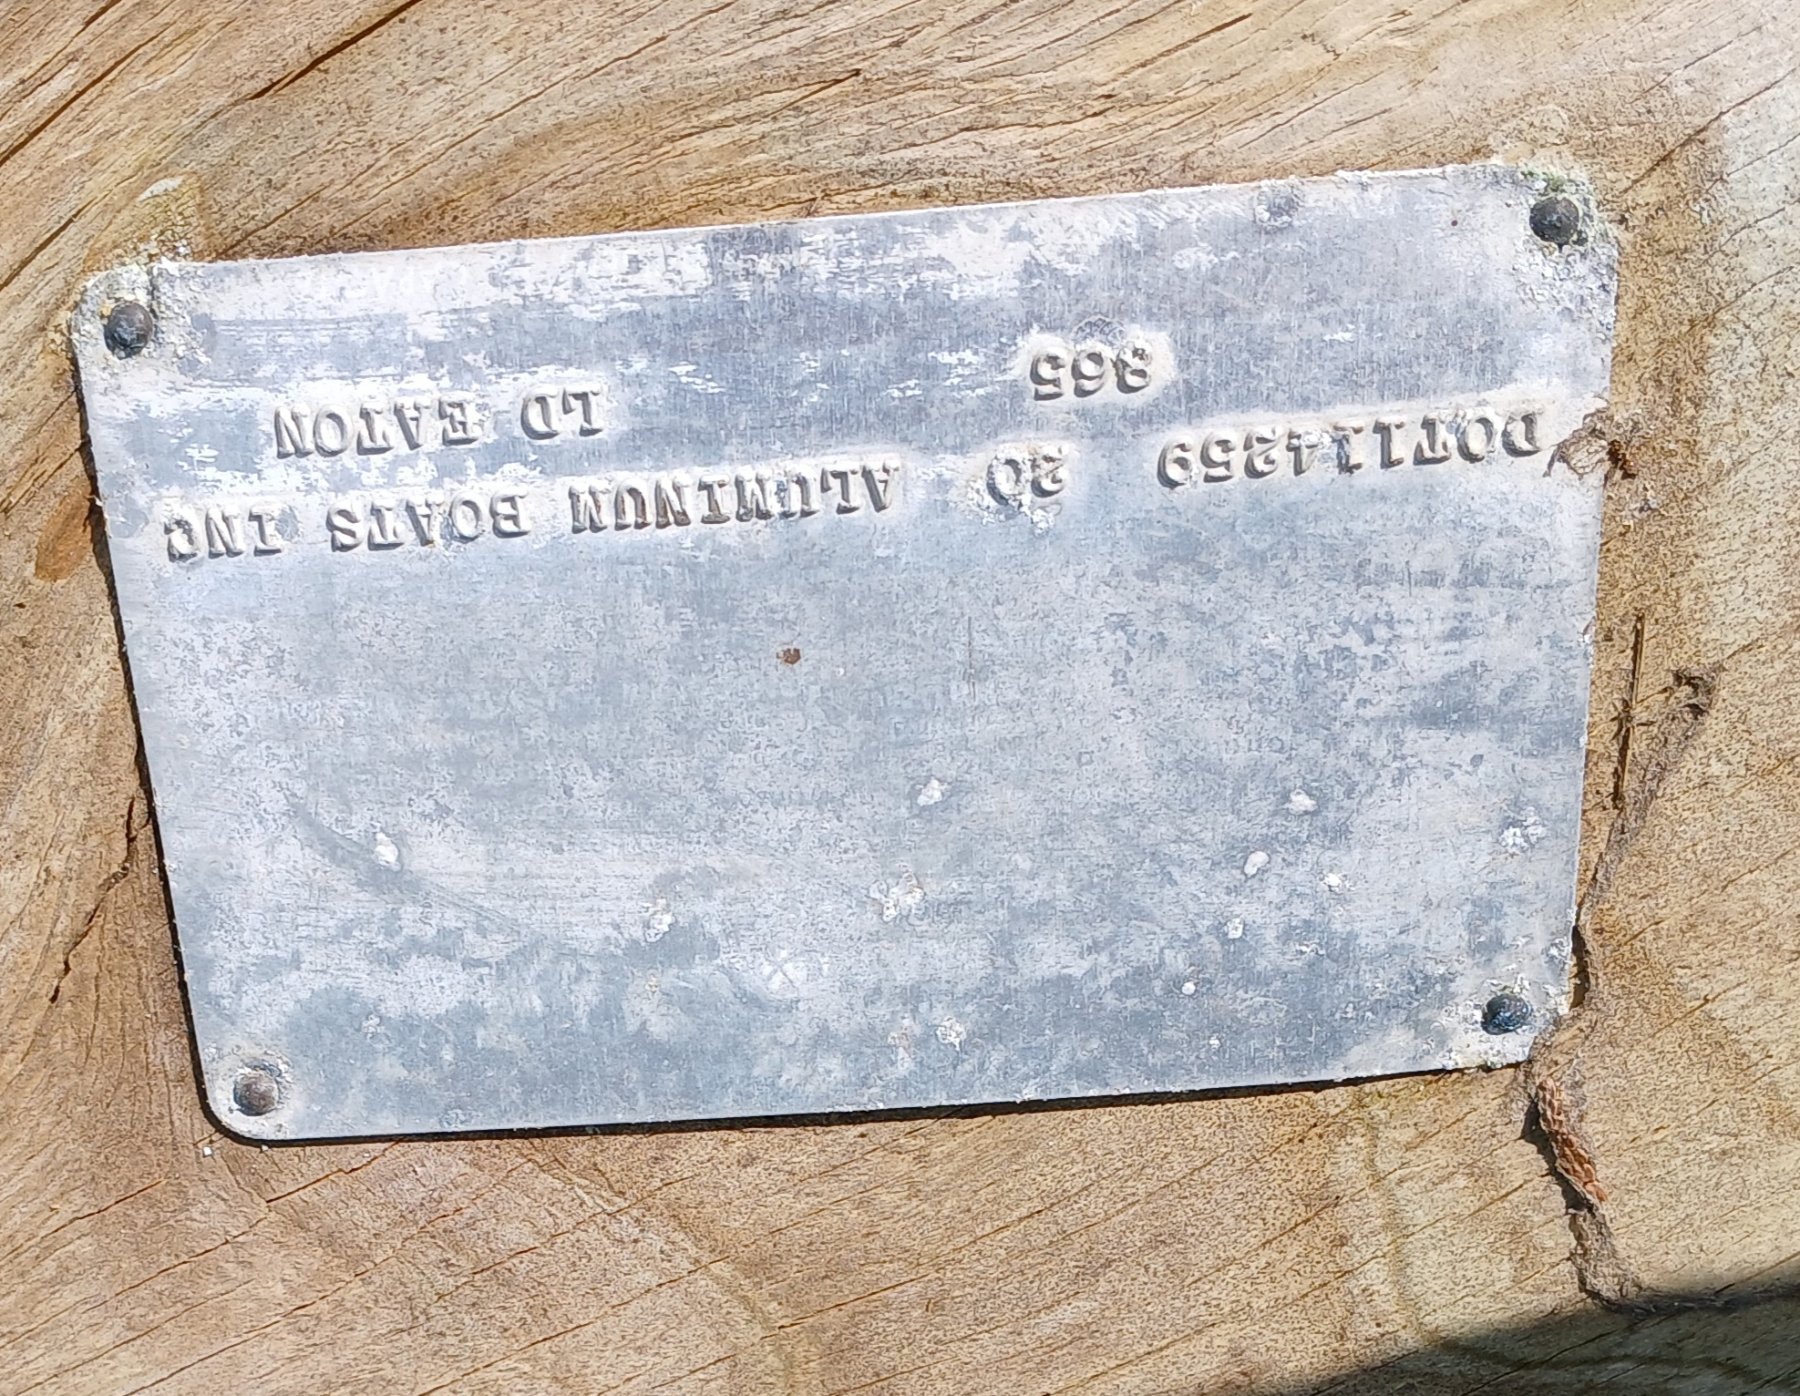 DOT114259 20 ALUMINUM BOATS INC
865 LD EATON